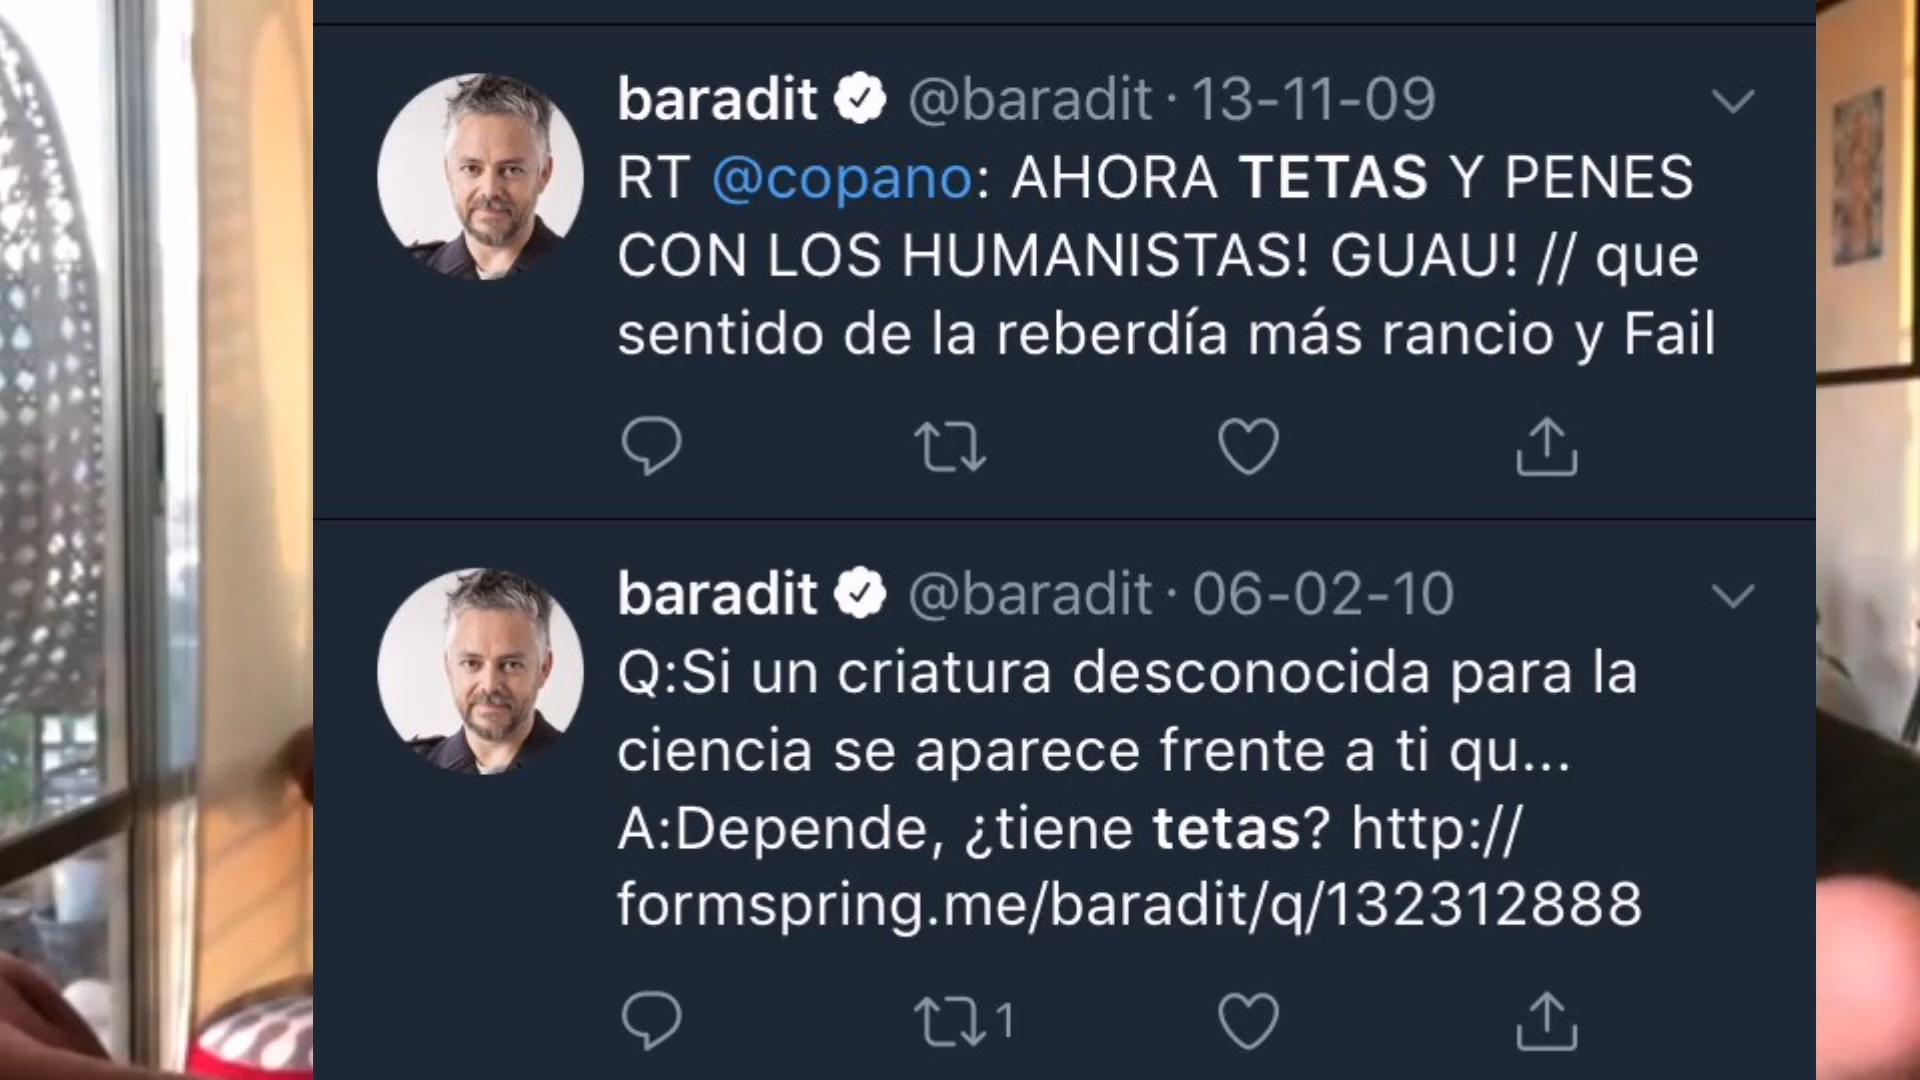 baradit @baradit · 13-11-09
RT @copano: AHORA TETAS Y PENES
CON LOS HUMANISTAS! GUAU! // que
sentido de la reberdía más rancio y Fail
baradit @baradit · 06-02-10
Q:Si un criatura desconocida para la
ciencia se aparece frente a ti qu...
A:Depende, ¿tiene tetas? http://
formspring.me/baradit/q/132312888
1